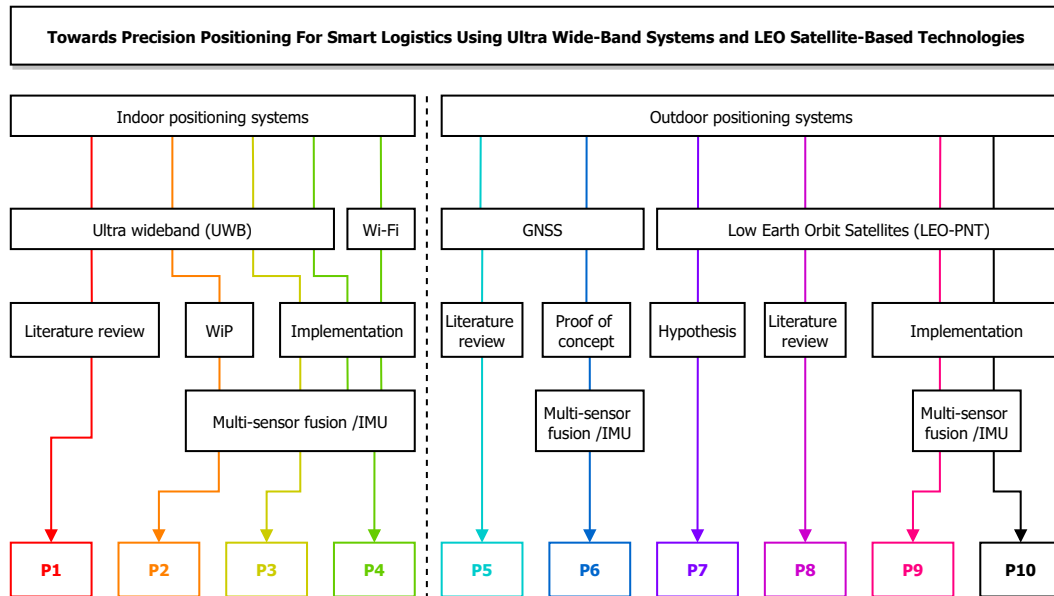 Towards Precision Positioning For Smart Logistics Using Ultra Wide-Band Systems and LEO Satellite-Based Technologies
Indoor positioning systems
Outdoor positioning systems
Ultra wideband (UWB)
Wi-Fi
GNSS
Low Earth Orbit Satellites (LEO-PNT)
Literature review
WiP
Implementation
Literature
review
Proof of
concept
Hypothesis
Literature
review
Implementation
Multi-sensor fusion /IMU
Multi-sensor
fusion /IMU
Multi-sensor
fusion /IMU
P1
P2
P3
P4
P5
P6
P7
P8
P9
P10